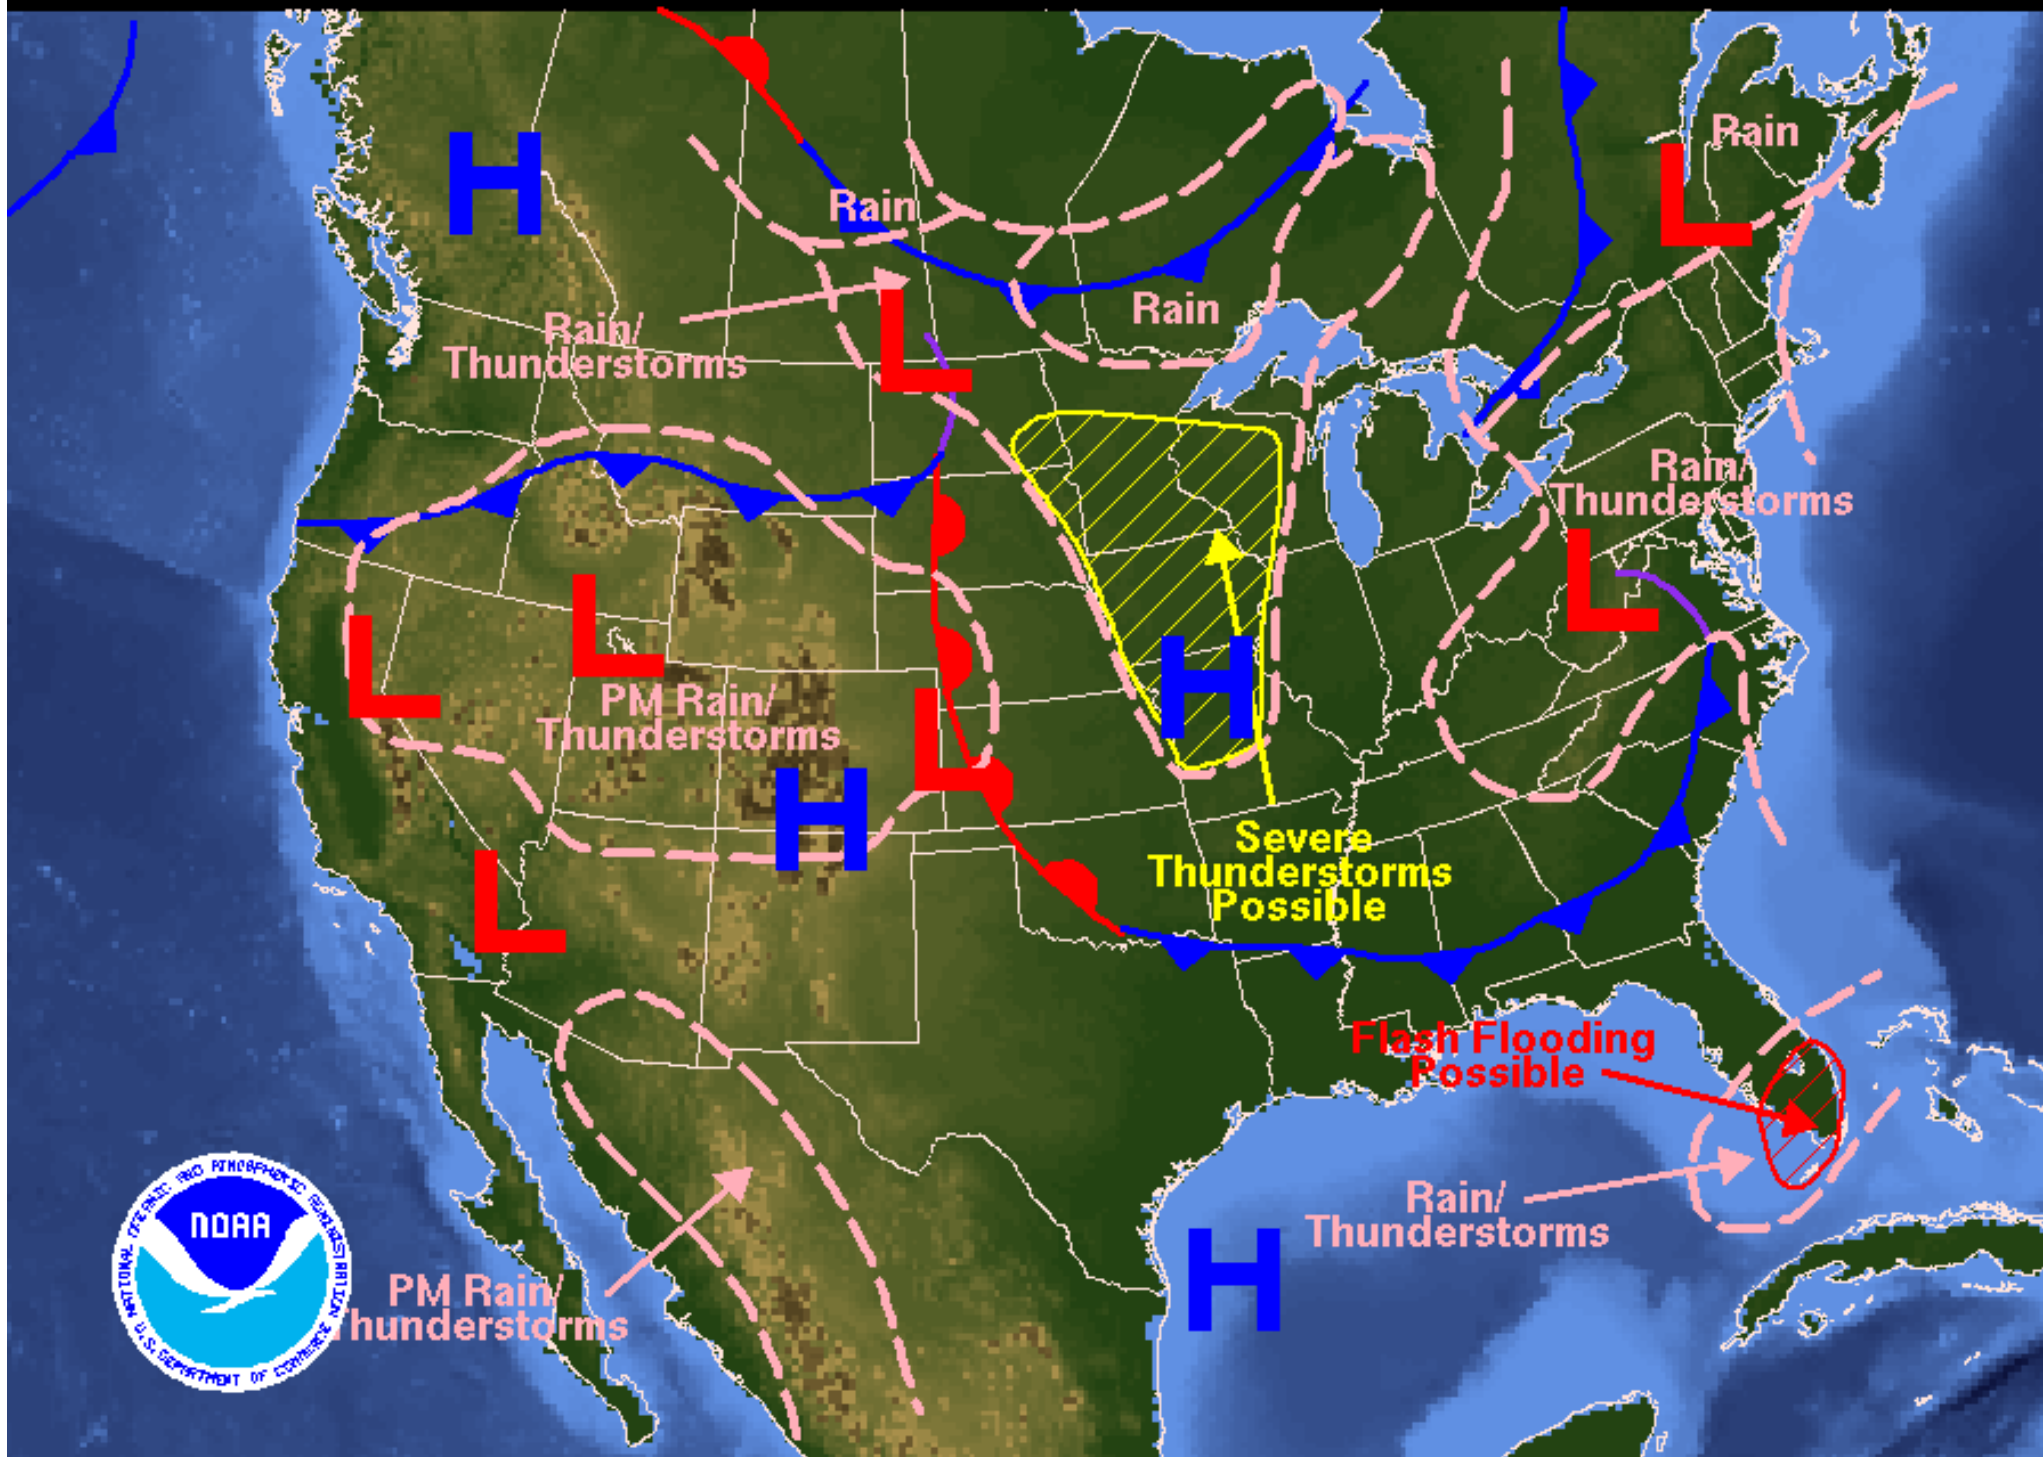 Rain
H
L
Rain
Rain
Rain/
Thunderstorms
L
Rain/
Thunderstorms
L
L
L
PM Rain/
Thunderstorms
H
L
H
L
Severe
Thunderstorms
Possible
Flash Flooding
Possible
Rain/
Thunderstorms
H
PM Rain/
Thunderstorms
NOAA
NATIONAL OCEANIC AND ATMOSPHERIC ADMINISTRATION
U.S. DEPARTMENT OF COMMERCE